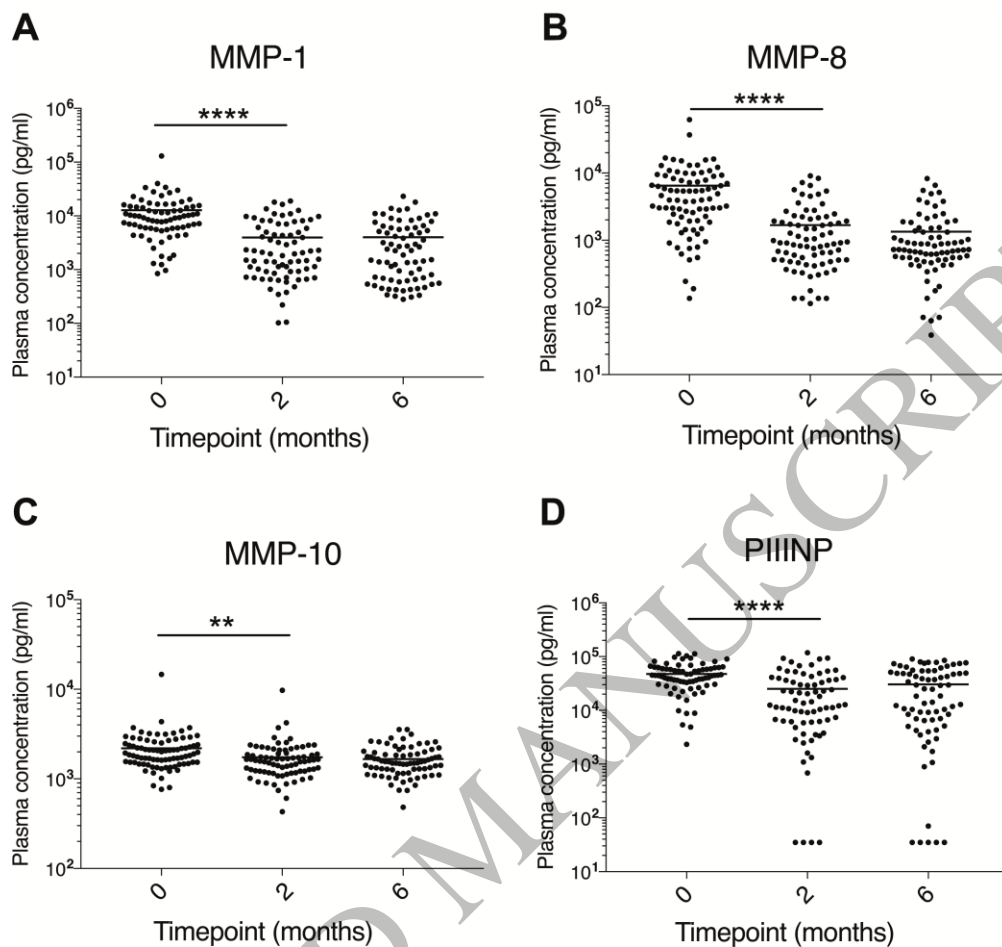 A
MMP-1
Plasma concentration (pg/ml)
10⁶
10⁵
10⁴
10³
10²
10¹
****
0
2
6
Timepoint (months)
B
MMP-8
Plasma concentration (pg/ml)
10⁵
10⁴
10³
10²
10¹
****
0
2
6
Timepoint (months)
C
MMP-10
Plasma concentration (pg/ml)
10⁵
10⁴
10³
10²
**
0
2
6
Timepoint (months)
D
PIIINP
Plasma concentration (pg/ml)
10⁶
10⁵
10⁴
10³
10²
10¹
****
0
2
6
Timepoint (months)
D MANUSCRIP